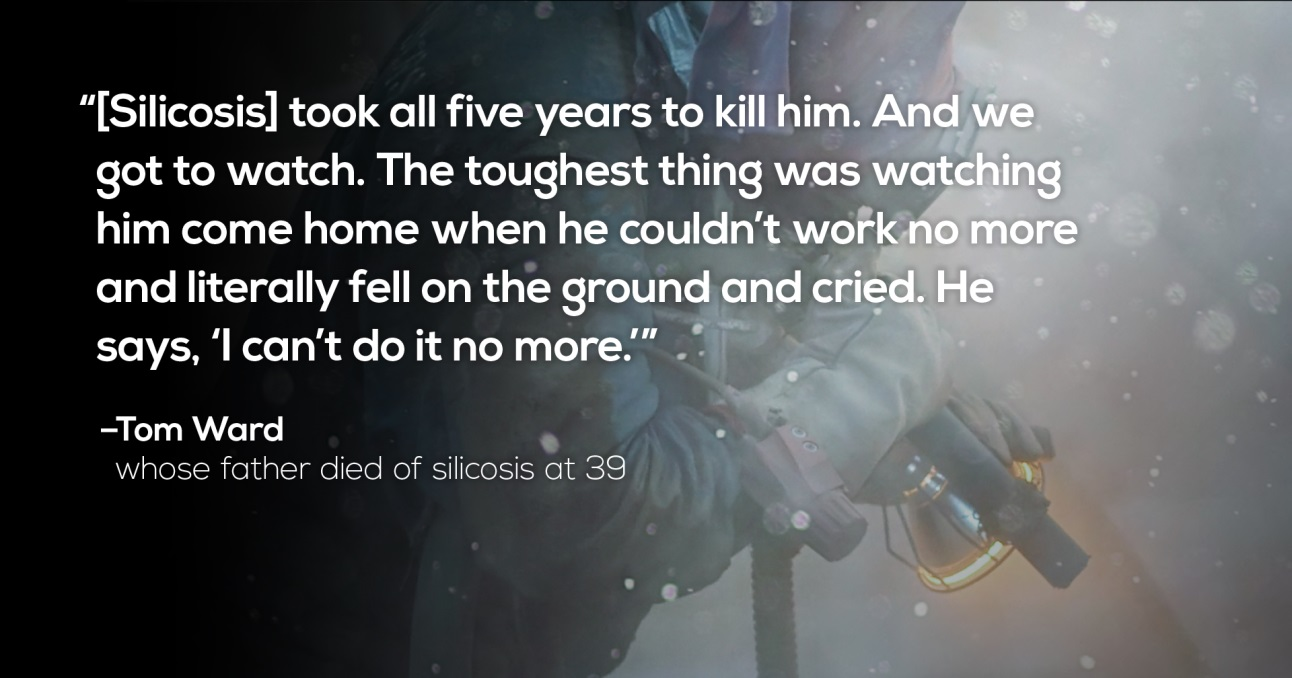 “[Silicosis] took all five years to kill him. And we
got to watch. The toughest thing was watching
him come home when he couldn’t work no more
and literally fell on the ground and cried. He
says, ‘I can’t do it no more.’”
–Tom Ward
whose father died of silicosis at 39